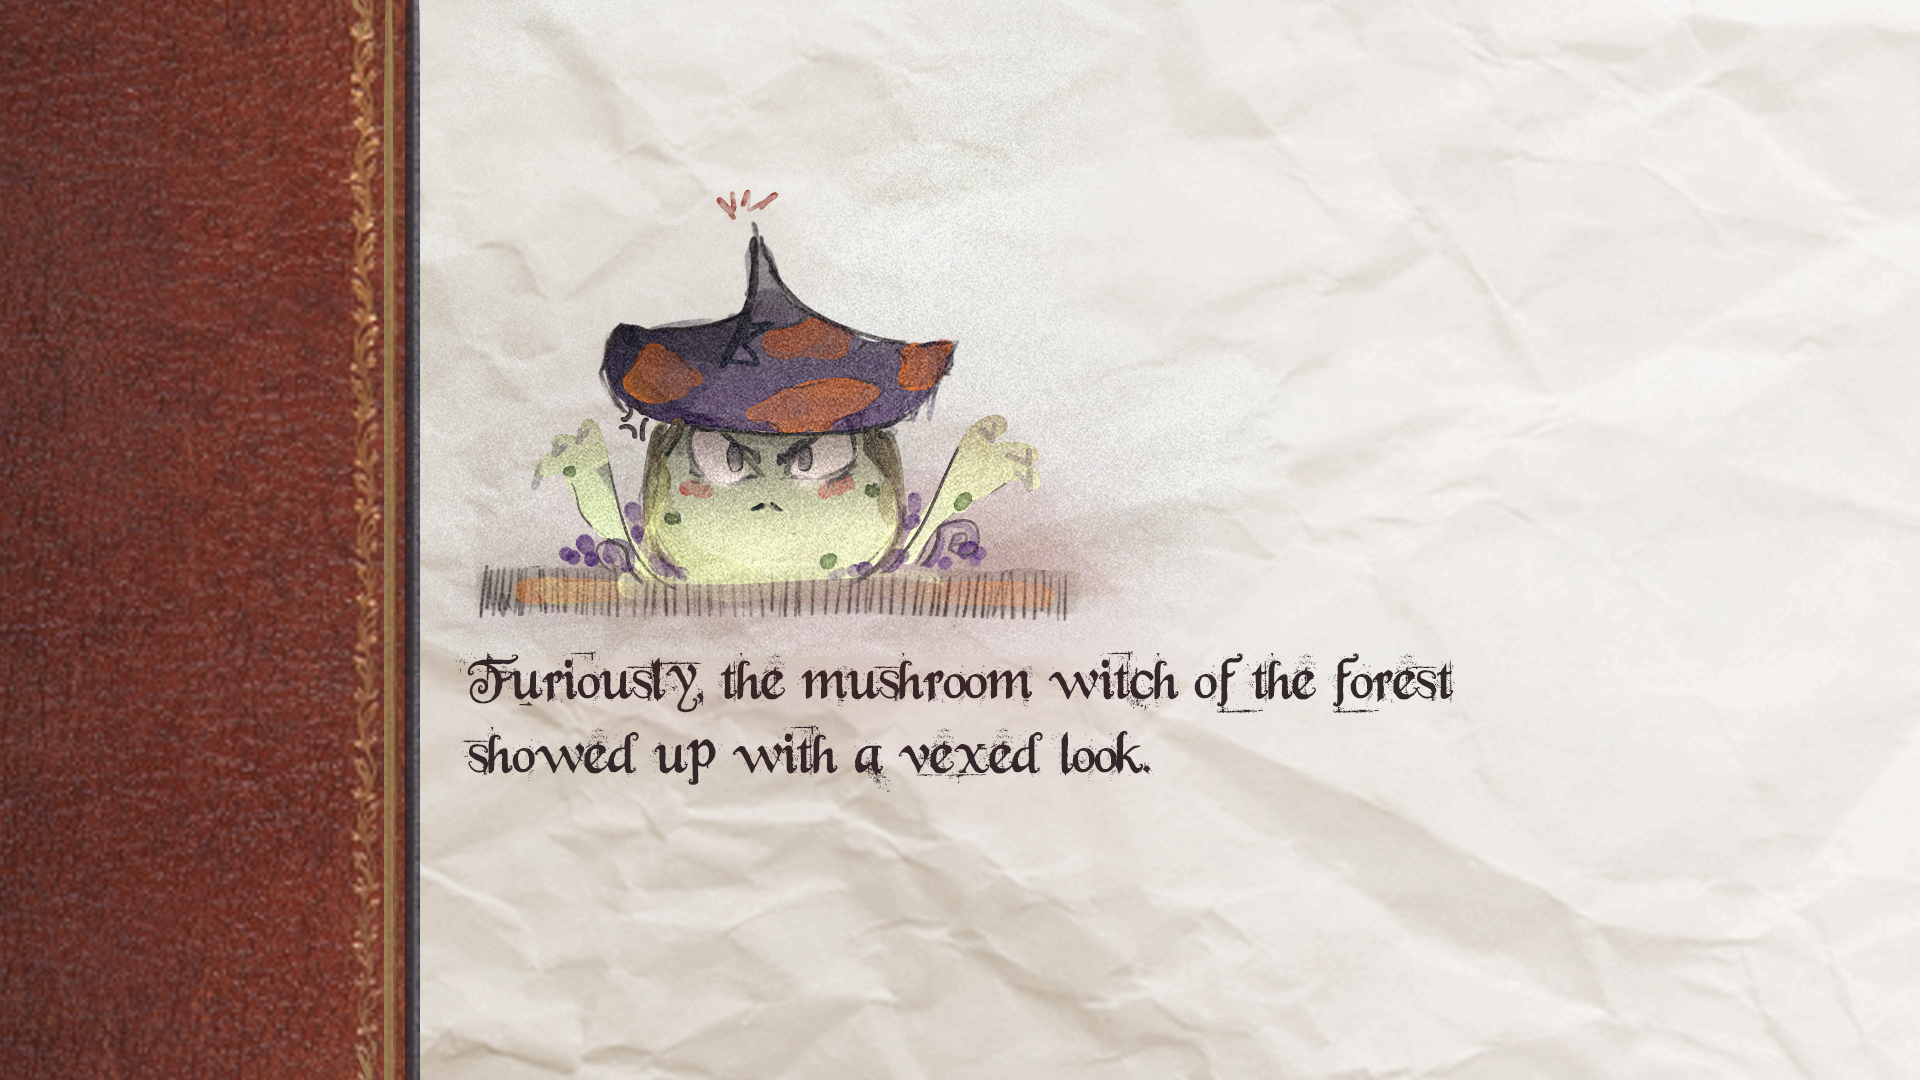 Furiously, the mushroom witch of the forest
showed up with a vexed look.